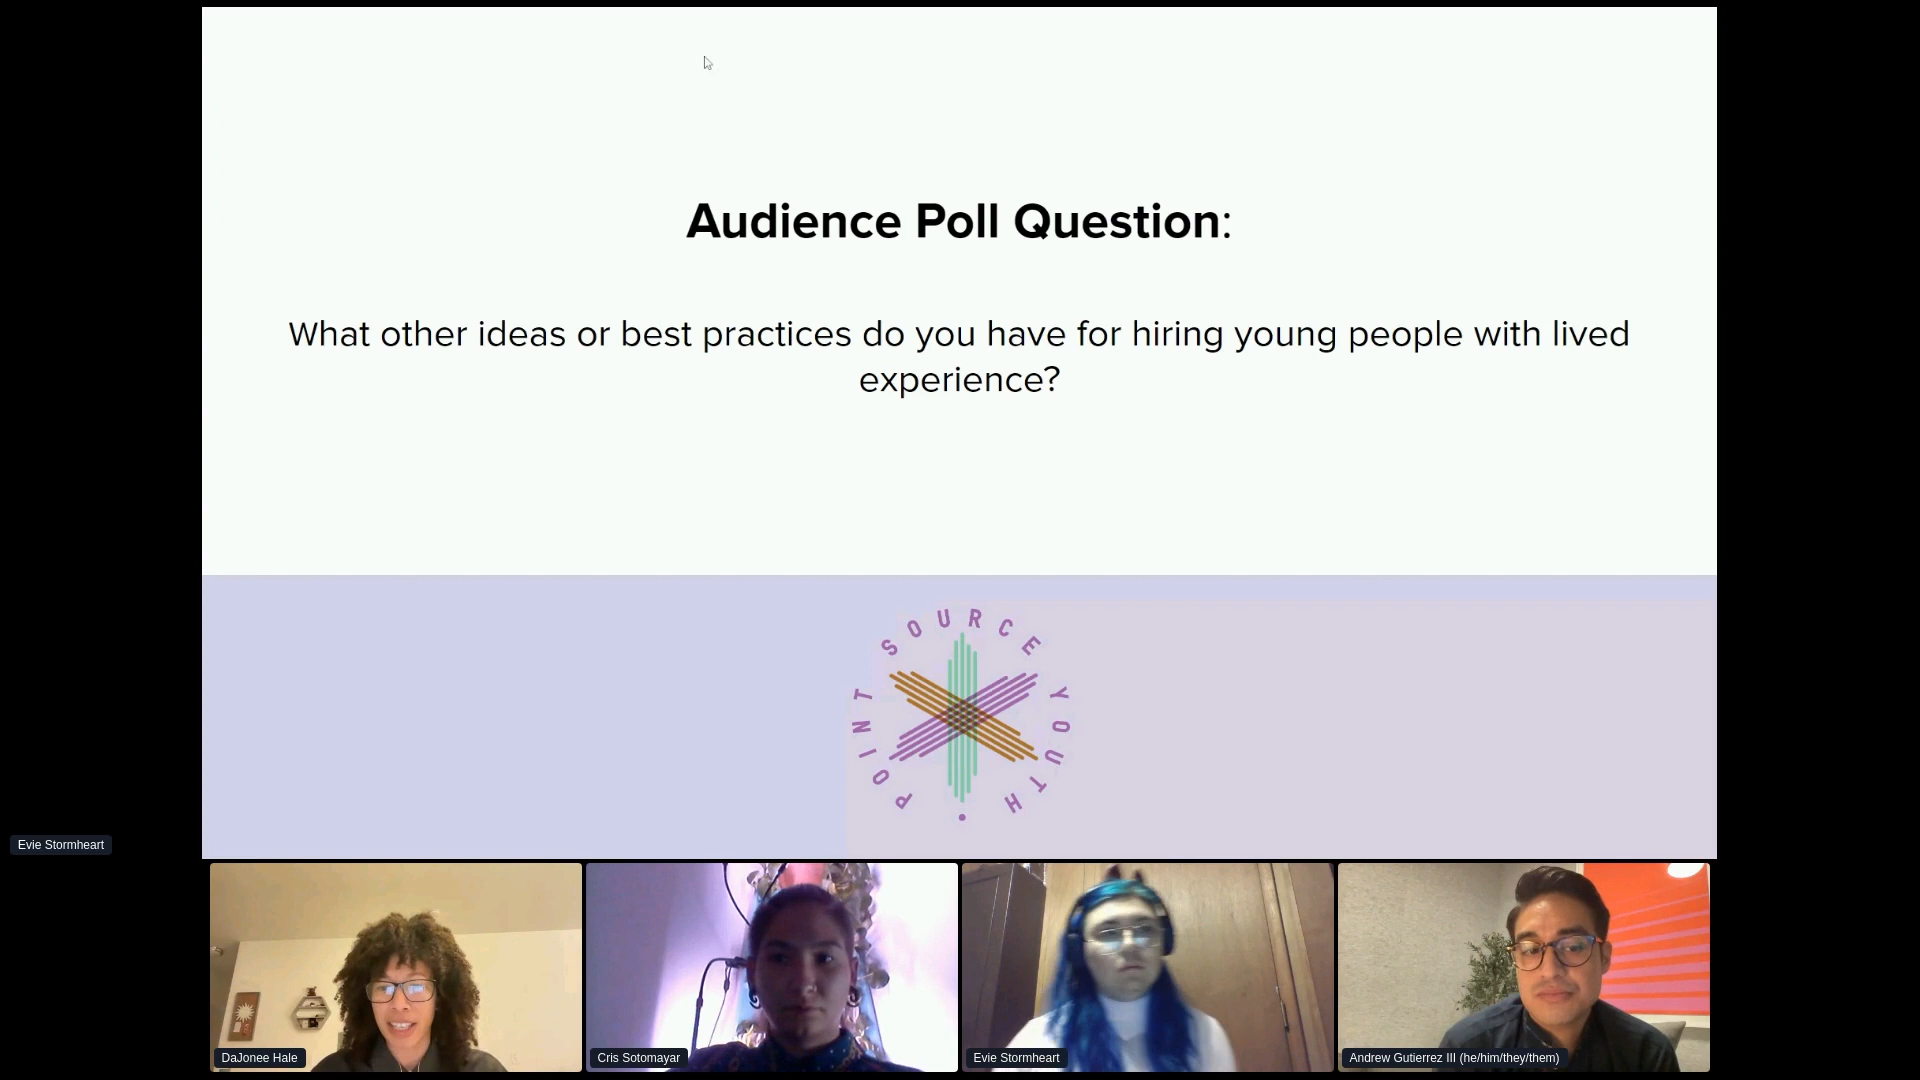 Audience Poll Question:
What other ideas or best practices do you have for hiring young people with lived
experience?
POINT SOURCE YOUTH
Evie Stormheart
DaJonee Hale
Cris Sotomayar
Evie Stormheart
Andrew Gutierrez III (he/him/they/them)